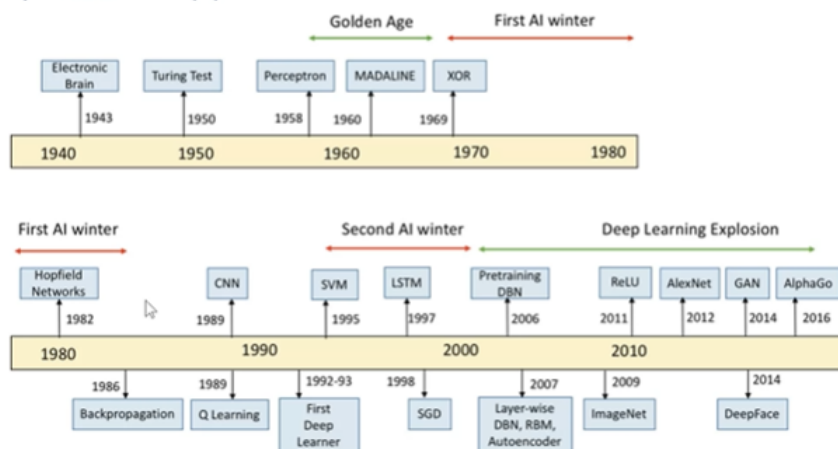 Golden Age
First AI winter
Electronic
Brain
Turing Test
Perceptron
MADALINE
XOR
1943
1950
1958
1960
1969
1940
1950
1960
1970
1980
First AI winter
Second AI winter
Deep Learning Explosion
Hopfield
Networks
CNN
SVM
LSTM
Pretraining
DBN
ReLU
AlexNet
GAN
AlphaGo
1982
1989
1995
1997
2006
2011
2012
2014
2016
1980
1990
2000
2010
1986
1989
1992-93
1998
2007
2009
2014
Backpropagation
Q Learning
First
Deep
Learner
SGD
Layer-wise
DBN, RBM,
Autoencoder
ImageNet
DeepFace